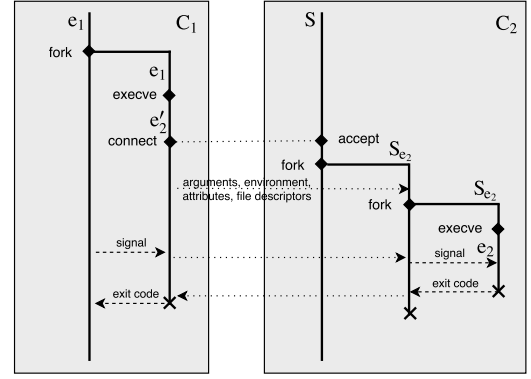 e1 C1
S C2
fork
e1
execve
e′2
connect
accept
fork
Se2
arguments, environment,
attributes, file descriptors
Se2
fork
execve
signal
signal
e2
exit code
exit code